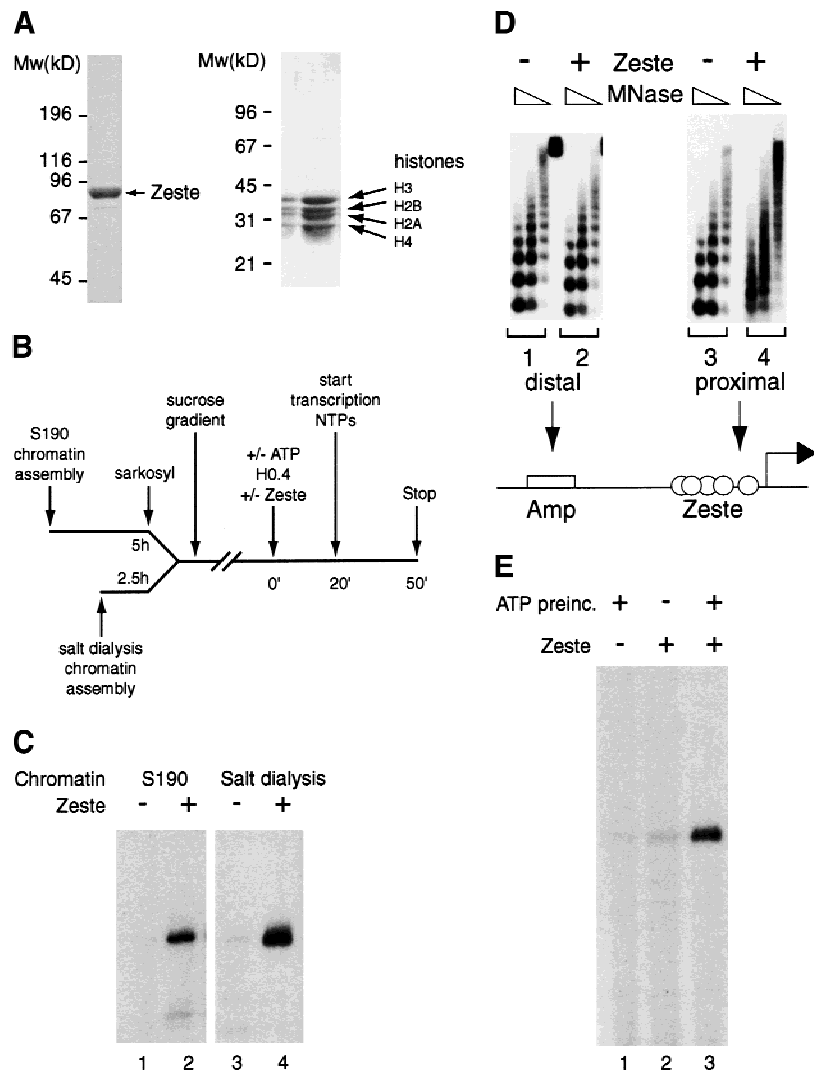 A
Mw(kD)
196
116
96
67
45
Zeste
Mw(kD)
96
67
45
31
21
histones
H3
H2B
H2A
H4
B
S190
chromatin
assembly
sarkosyl
sucrose
gradient
+/- ATP
H0.4
+/- Zeste
start
transcription
NTPs
Stop
5h
2.5h
0'
20'
50'
salt dialysis
chromatin
assembly
C
Chromatin S190 Salt dialysis
Zeste - + - +
1 2 3 4
D
- + Zeste - +
MNase
1 2 3 4
distal proximal
Amp Zeste
E
ATP preinc. + - +
Zeste - + +
1 2 3